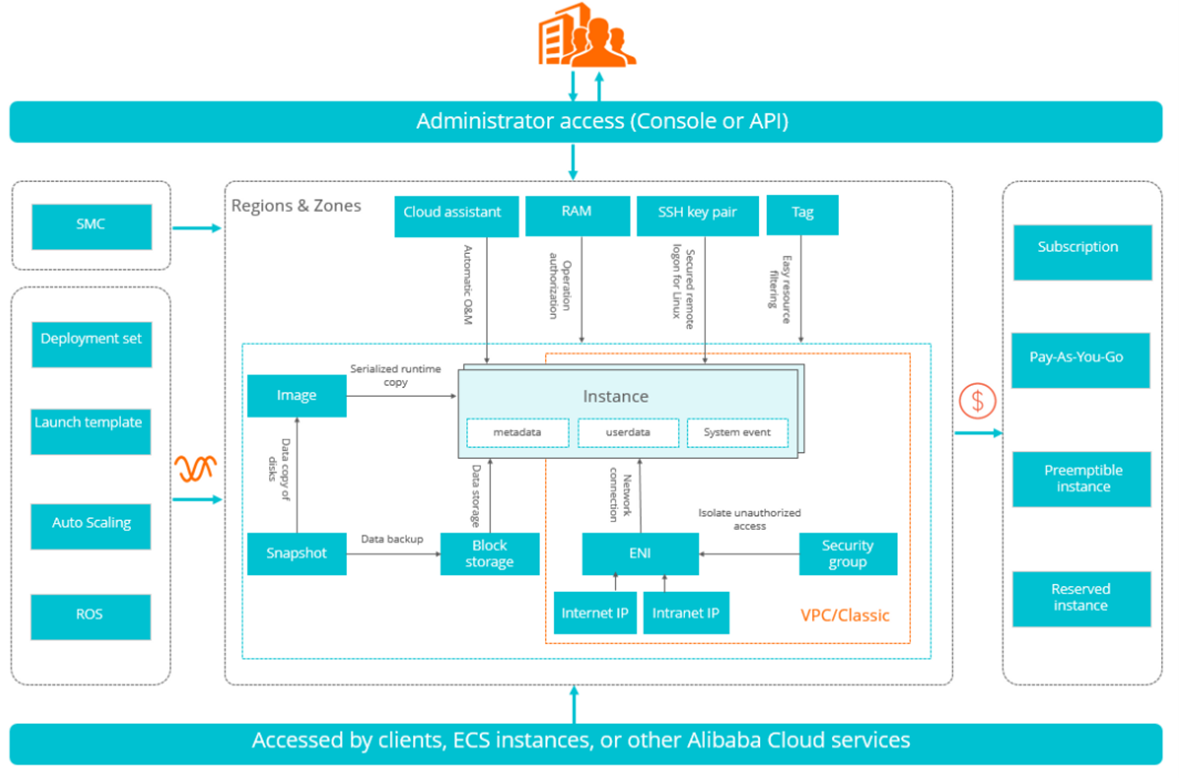 Administrator access (Console or API)
SMC
Deployment set
Launch template
Auto Scaling
ROS
Regions & Zones
Cloud assistant
RAM
SSH key pair
Tag
Automatic O&M
Operation
authorization
Secured remote
logon for Linux
Easy resource
filtering
Image
Serialized runtime
copy
Instance
metadata
userdata
System event
Data copy of
disks
Data storage
Network
connection
Isolate unauthorized
access
Snapshot
Data backup
Block
storage
ENI
Security
group
Internet IP
Intranet IP
VPC/Classic
$
Subscription
Pay-As-You-Go
Preemptible
instance
Reserved
instance
Accessed by clients, ECS instances, or other Alibaba Cloud services